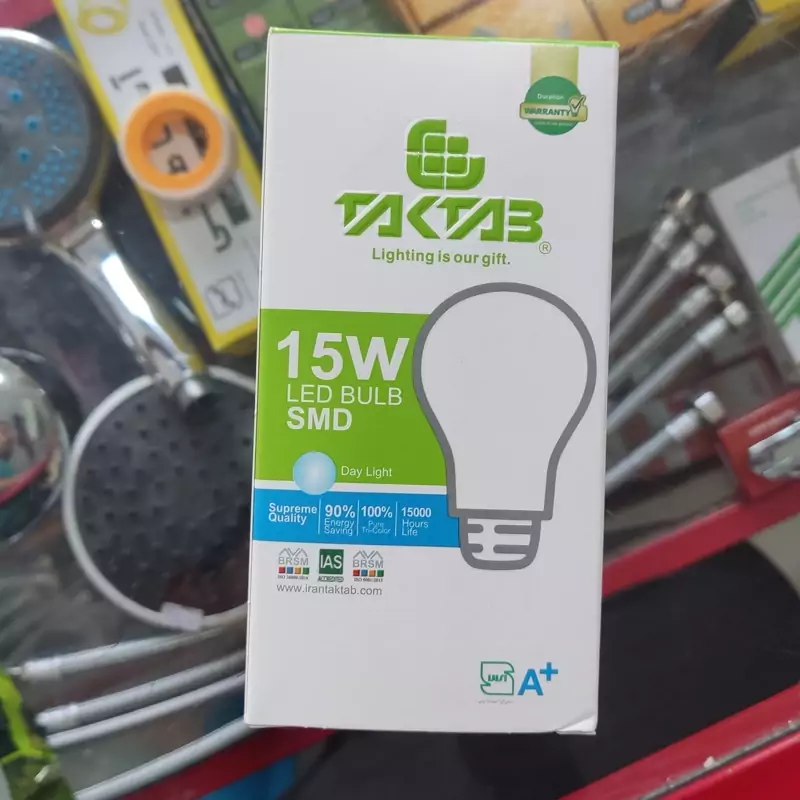 Duration
WARRANTY
TAKTAB
®
Lighting is our gift.
15W
LED BULB
SMD
Day Light
Supreme Quality
90% Energy Saving
100% Pure Tri-Color
15000 Hours Life
BRSM
IAS
ACCREDITED
BRSM
www.irantaktab.com
A+